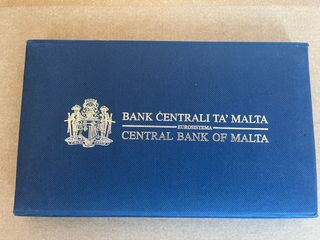 BANK ĊENTRALI TA' MALTA
EUROSISTEMA
CENTRAL BANK OF MALTA